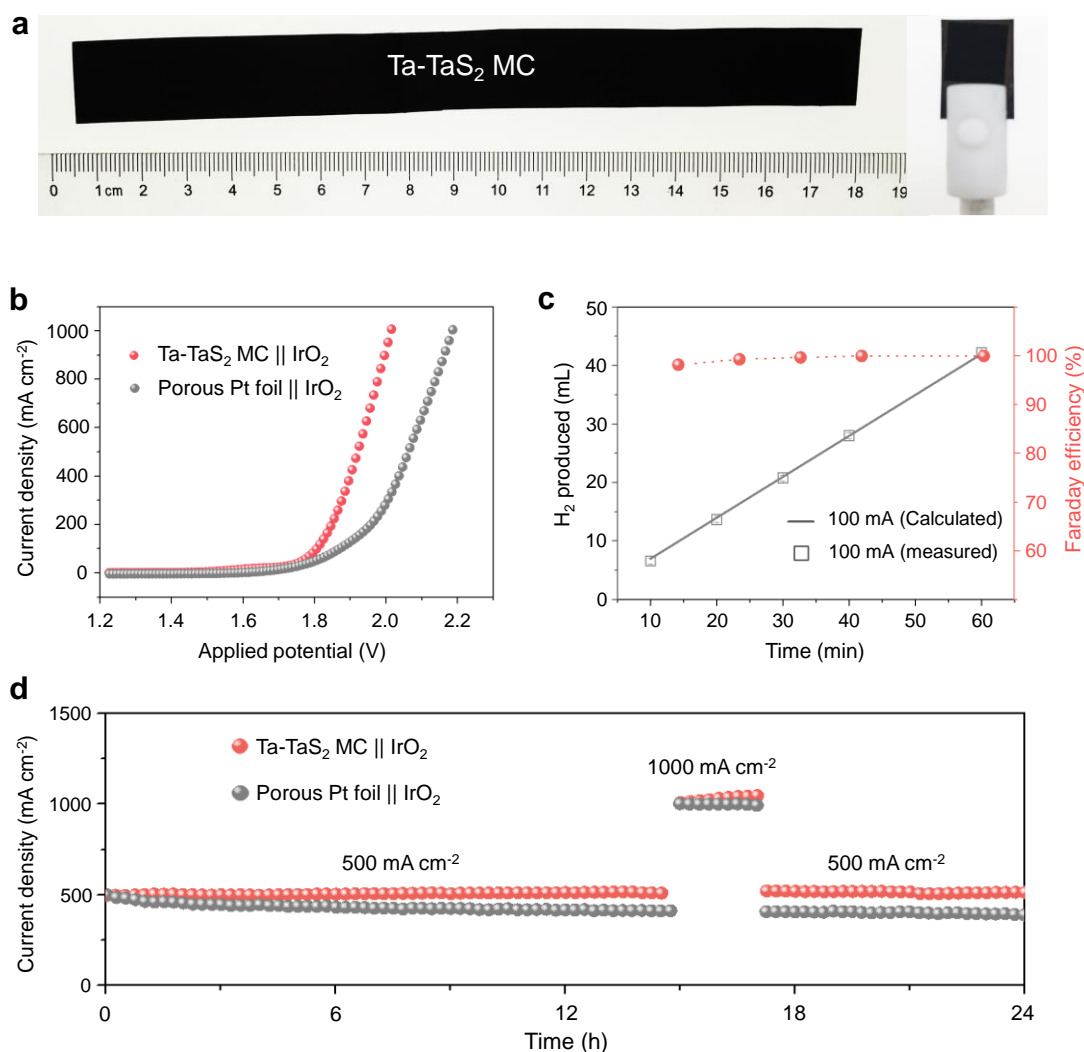 a
Ta-TaS₂ MC
0 1 cm 2 3 4 5 6 7 8 9 10 11 12 13 14 15 16 17 18 19
b
1000
800
600
400
200
0
Current density (mA cm⁻²)
Ta-TaS₂ MC || IrO₂
Porous Pt foil || IrO₂
1.2 1.4 1.6 1.8 2.0 2.2
Applied potential (V)
c
50
40
30
20
10
0
H₂ produced (mL)
100 mA (Calculated)
100 mA (measured)
100
90
80
70
60
Faraday efficiency (%)
10 20 30 40 50 60
Time (min)
d
1500
1000
500
0
Current density (mA cm⁻²)
Ta-TaS₂ MC || IrO₂
Porous Pt foil || IrO₂
1000 mA cm⁻²
500 mA cm⁻²
500 mA cm⁻²
0 6 12 18 24
Time (h)